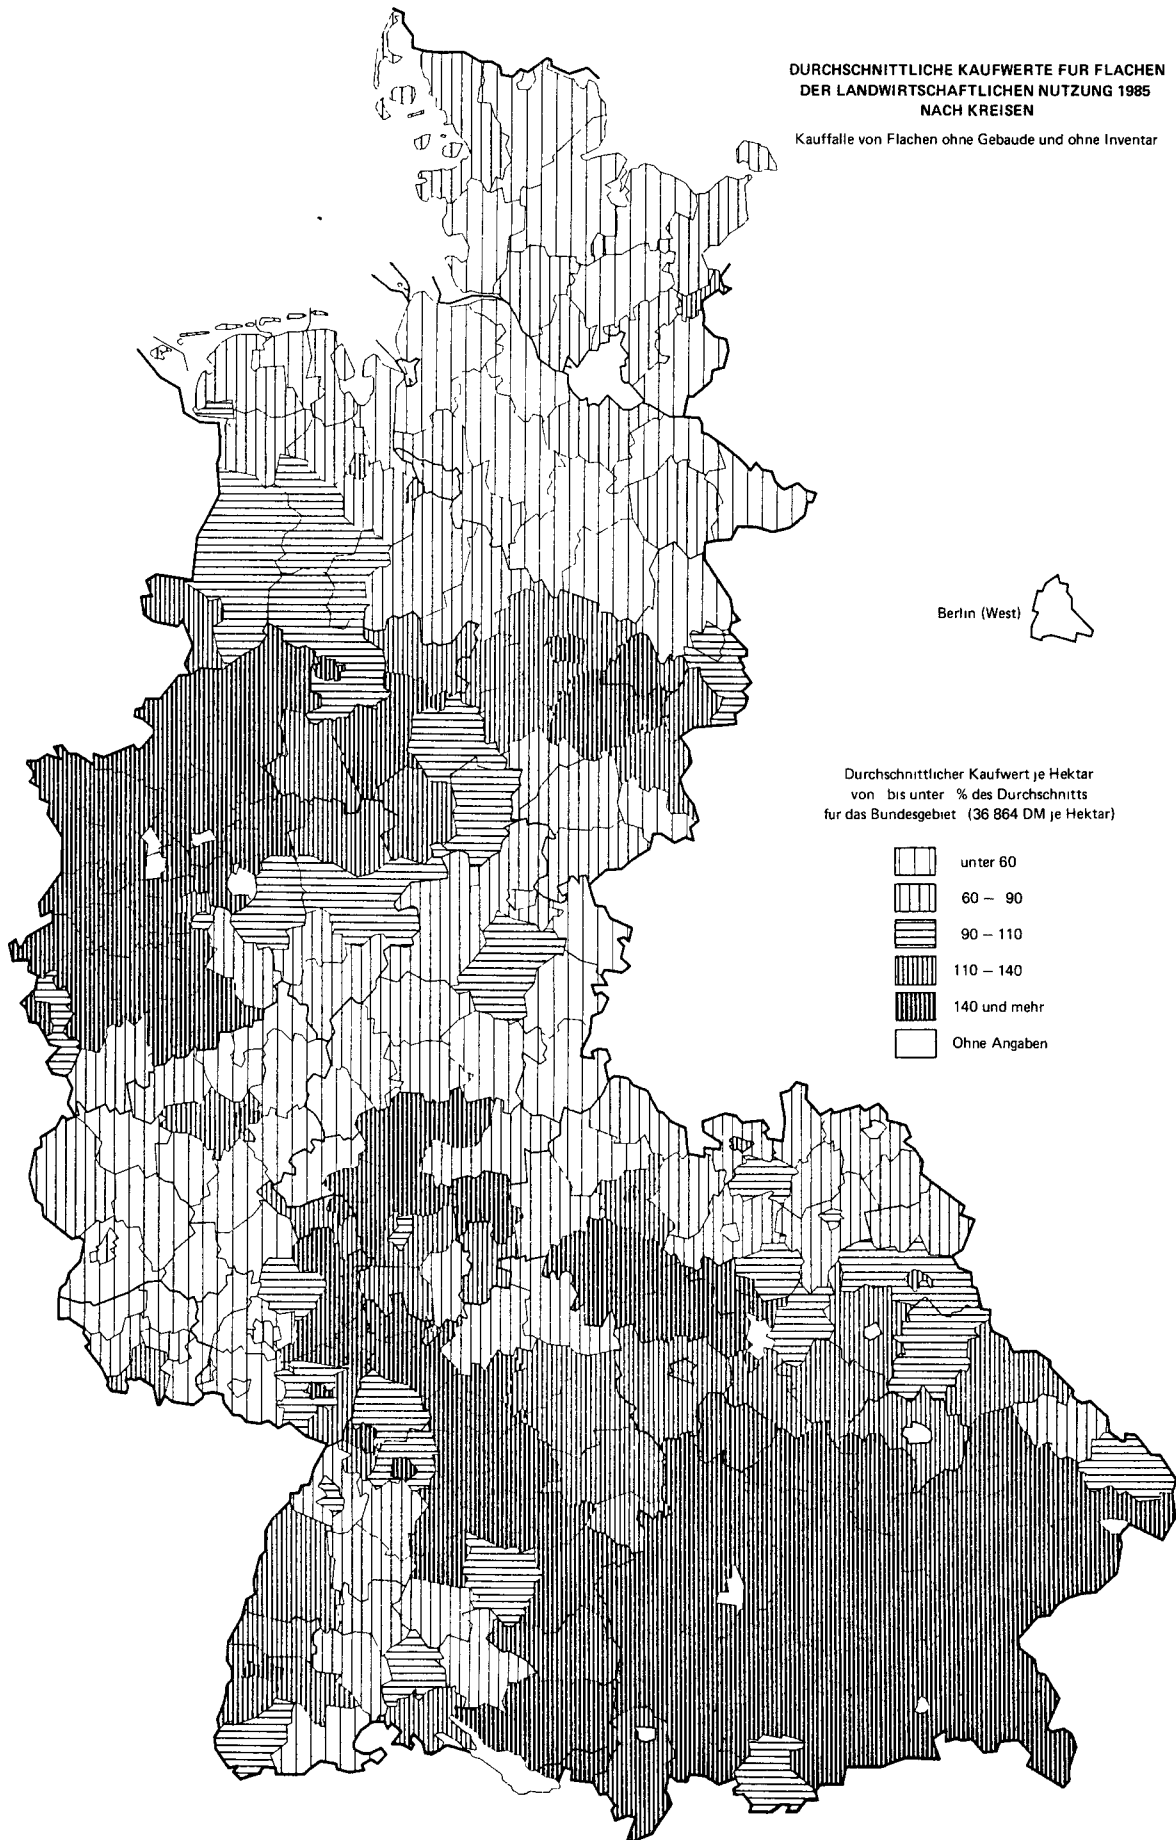 DURCHSCHNITTLICHE KAUFWERTE FUR FLACHEN
DER LANDWIRTSCHAFTLICHEN NUTZUNG 1985
NACH KREISEN
Kauffalle von Flachen ohne Gebaude und ohne Inventar
Berlin (West)
Durchschnittlicher Kaufwert je Hektar
von bis unter % des Durchschnitts
fur das Bundesgebiet (36 864 DM je Hektar)
unter 60
60 – 90
90 – 110
110 – 140
140 und mehr
Ohne Angaben